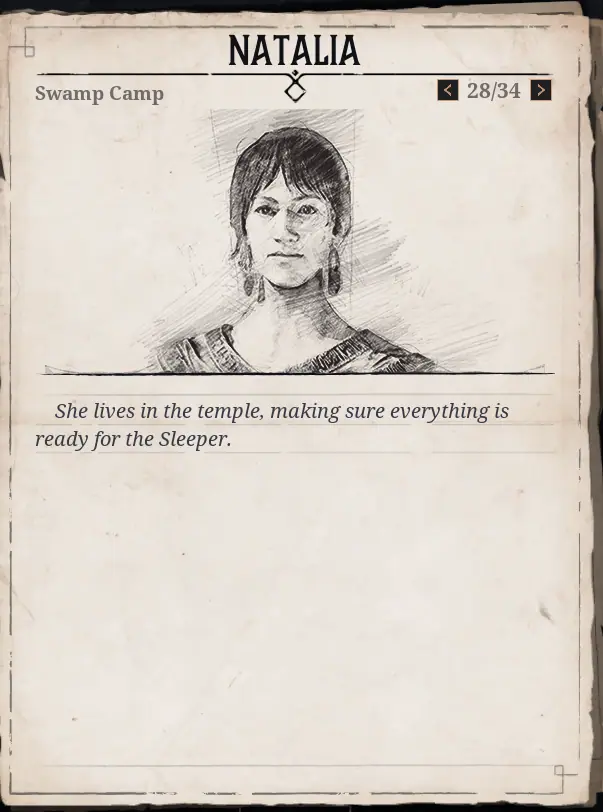 NATALIA
Swamp Camp
28/34
She lives in the temple, making sure everything is
ready for the Sleeper.